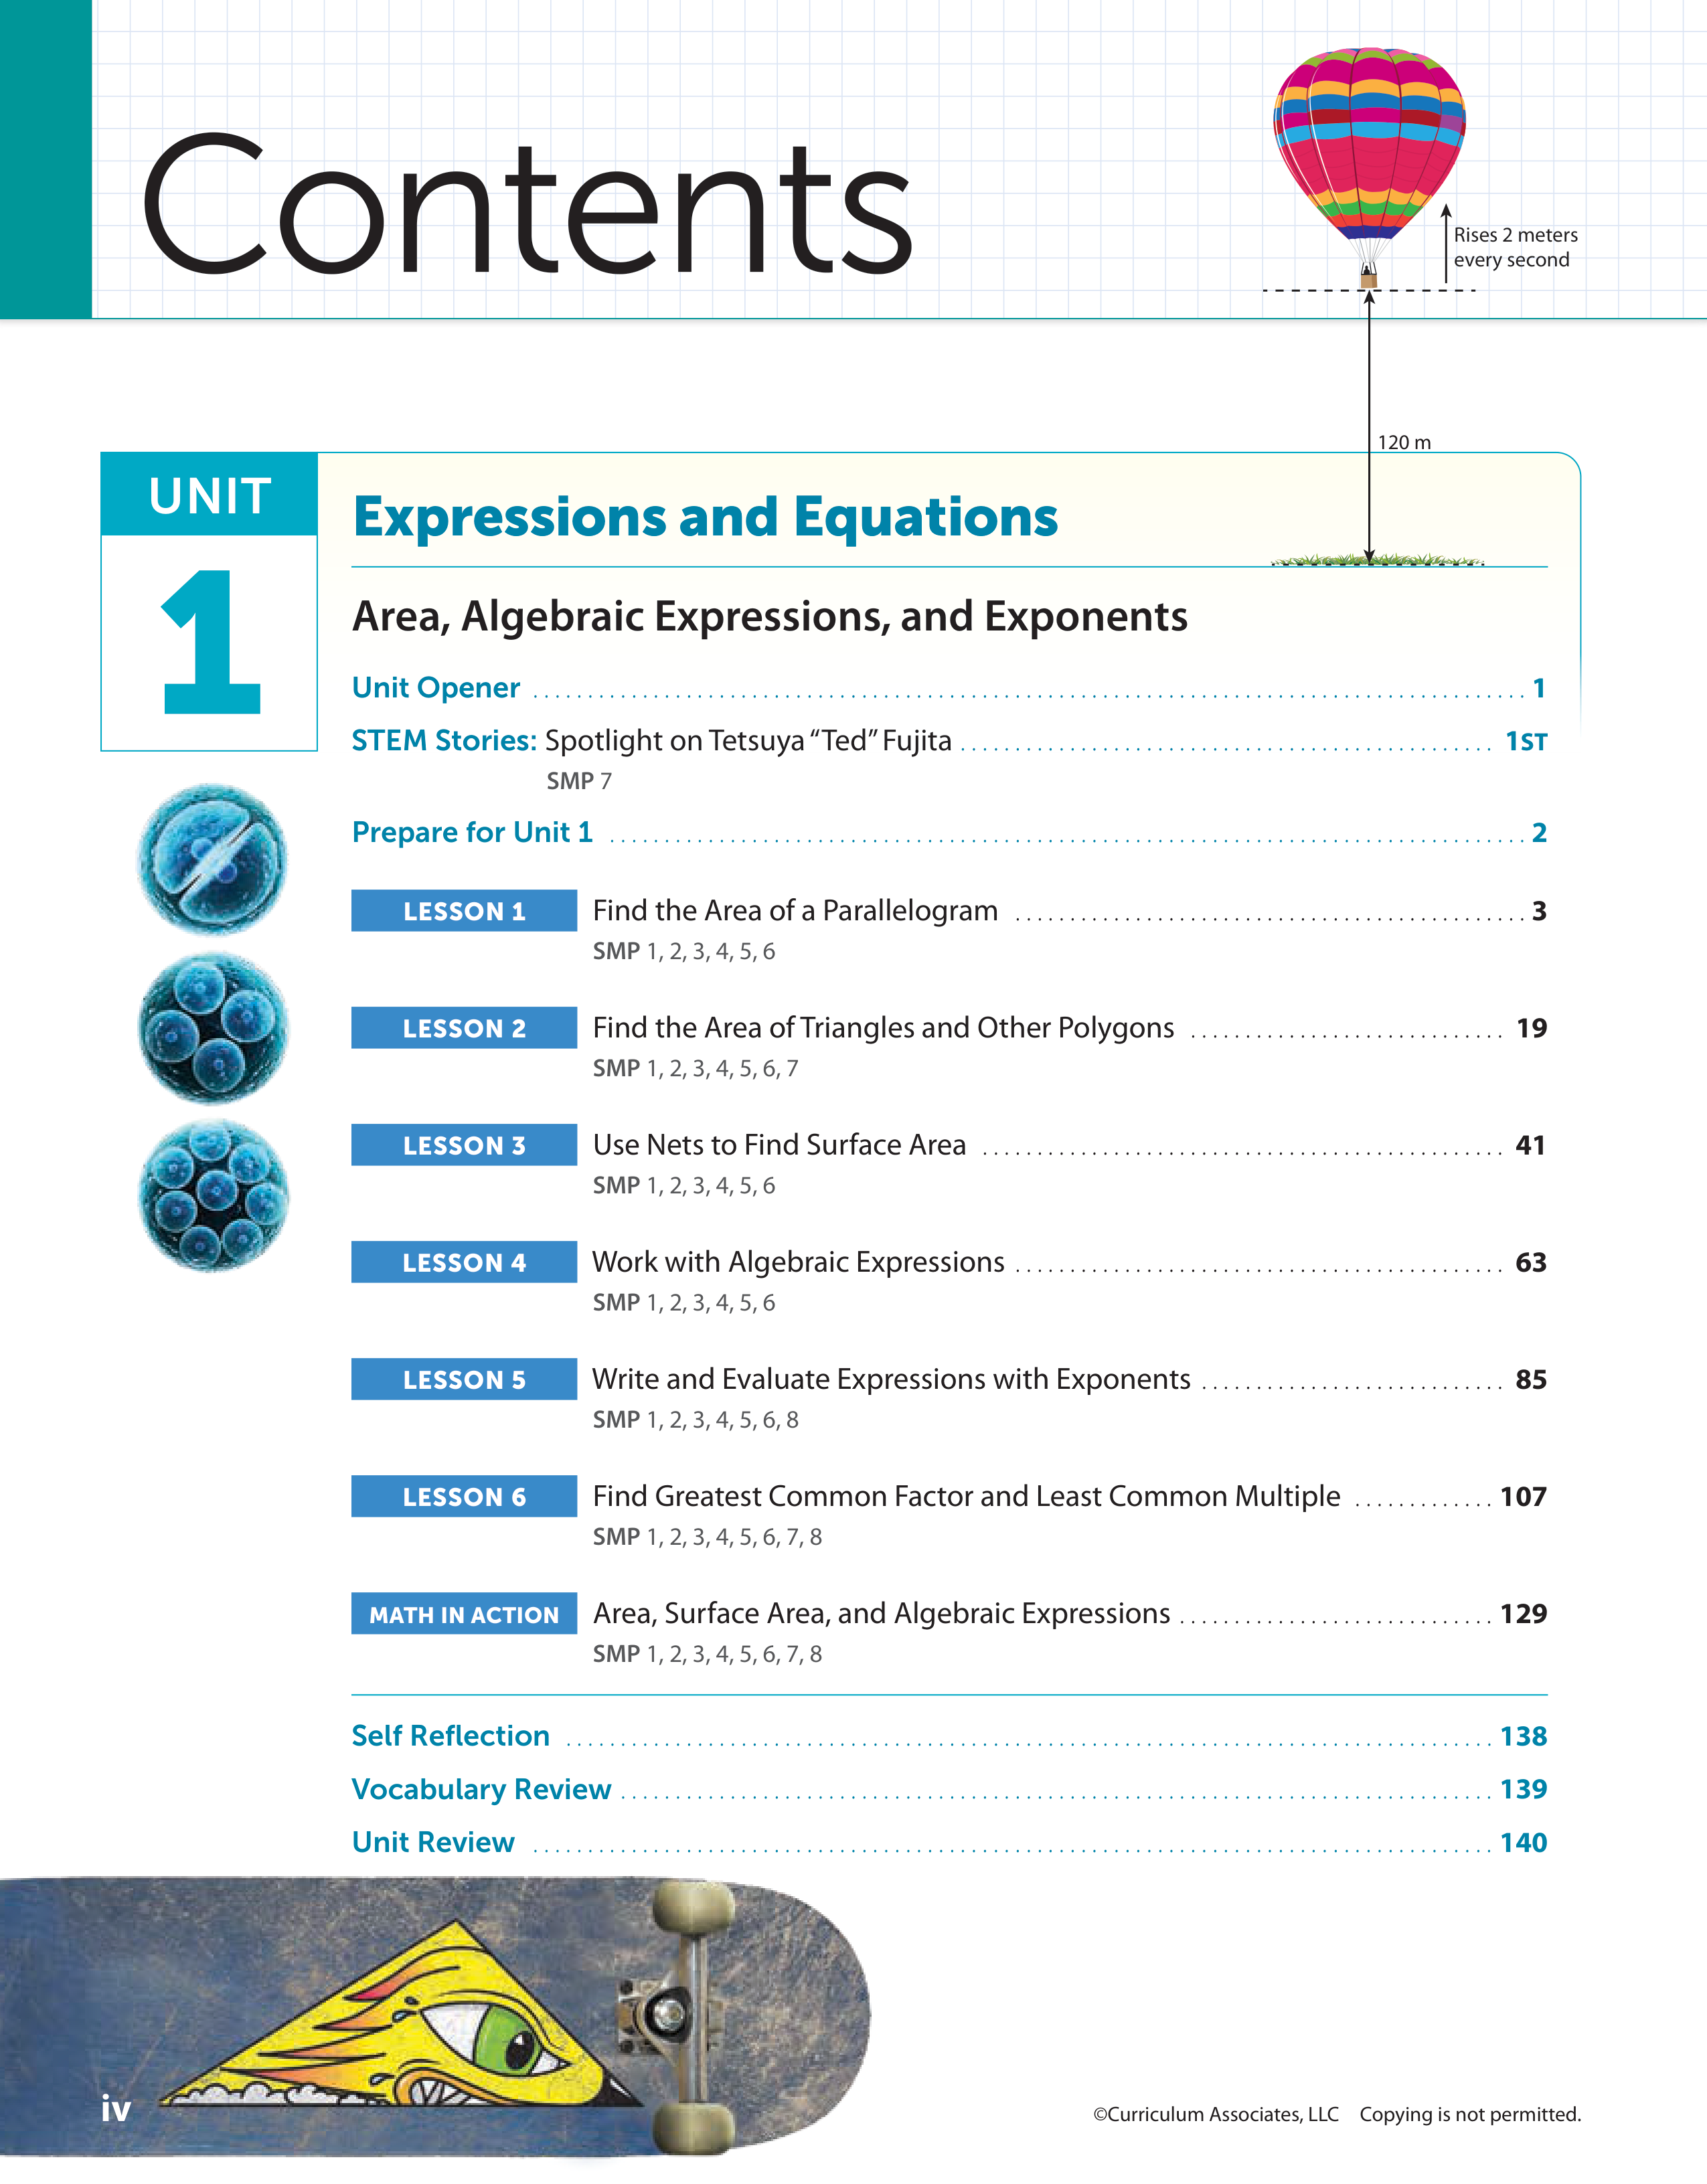 Contents
Rises 2 meters
every second
120 m
UNIT
1
Expressions and Equations
Area, Algebraic Expressions, and Exponents
Unit Opener 1
STEM Stories: Spotlight on Tetsuya “Ted” Fujita 1ST
SMP 7
Prepare for Unit 1 2
LESSON 1 Find the Area of a Parallelogram 3
SMP 1, 2, 3, 4, 5, 6
LESSON 2 Find the Area of Triangles and Other Polygons 19
SMP 1, 2, 3, 4, 5, 6, 7
LESSON 3 Use Nets to Find Surface Area 41
SMP 1, 2, 3, 4, 5, 6
LESSON 4 Work with Algebraic Expressions 63
SMP 1, 2, 3, 4, 5, 6
LESSON 5 Write and Evaluate Expressions with Exponents 85
SMP 1, 2, 3, 4, 5, 6, 8
LESSON 6 Find Greatest Common Factor and Least Common Multiple 107
SMP 1, 2, 3, 4, 5, 6, 7, 8
MATH IN ACTION Area, Surface Area, and Algebraic Expressions 129
SMP 1, 2, 3, 4, 5, 6, 7, 8
Self Reflection 138
Vocabulary Review 139
Unit Review 140
iv
©Curriculum Associates, LLC Copying is not permitted.